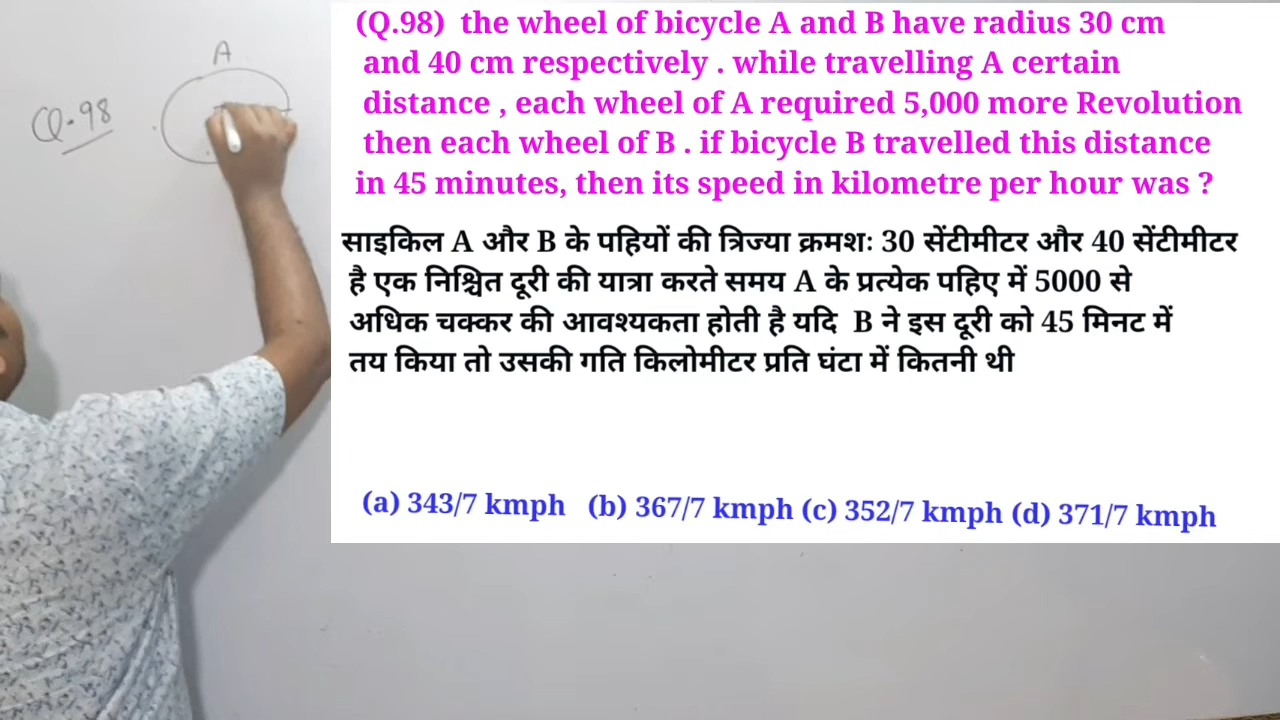 A
Q.98
(Q.98) the wheel of bicycle A and B have radius 30 cm
and 40 cm respectively . while travelling A certain
distance , each wheel of A required 5,000 more Revolution
then each wheel of B . if bicycle B travelled this distance
in 45 minutes, then its speed in kilometre per hour was ?
साइकिल A और B के पहियों की त्रिज्या क्रमशः 30 सेंटीमीटर और 40 सेंटीमीटर
है एक निश्चित दूरी की यात्रा करते समय A के प्रत्येक पहिए में 5000 से
अधिक चक्कर की आवश्यकता होती है यदि B ने इस दूरी को 45 मिनट में
तय किया तो उसकी गति किलोमीटर प्रति घंटा में कितनी थी
(a) 343/7 kmph (b) 367/7 kmph (c) 352/7 kmph (d) 371/7 kmph